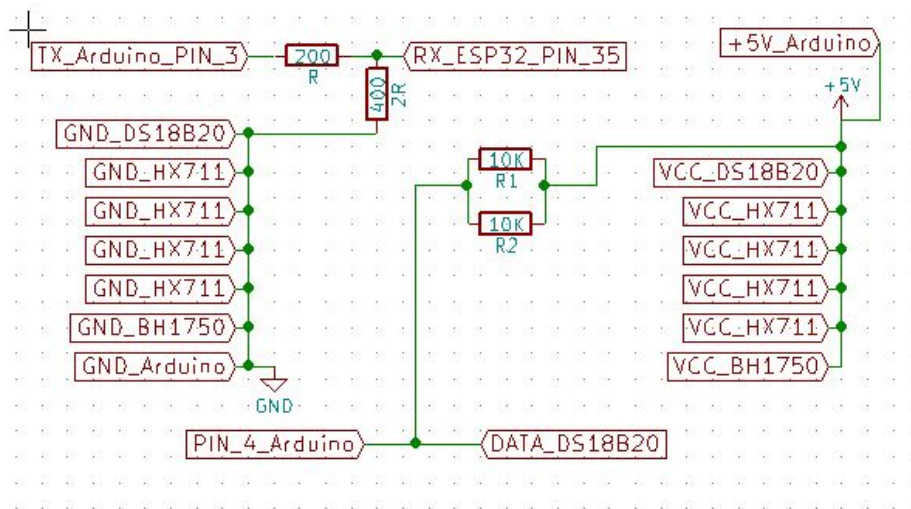 TX_Arduino_PIN_3
200
R
RX_ESP32_PIN_35
400
2R
+5V_Arduino
+5V
GND_DS18B20
GND_HX711
GND_HX711
GND_HX711
GND_HX711
GND_BH1750
GND_Arduino
GND
10K
R1
10K
R2
VCC_DS18B20
VCC_HX711
VCC_HX711
VCC_HX711
VCC_HX711
VCC_BH1750
PIN_4_Arduino
DATA_DS18B20